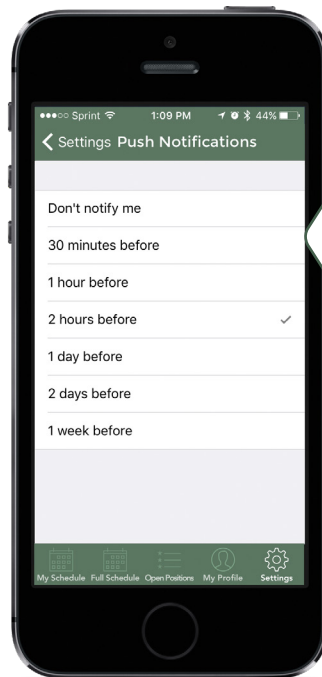 Sprint 1:09 PM 44%
Settings Push Notifications
Don't notify me
30 minutes before
1 hour before
2 hours before
1 day before
2 days before
1 week before
My Schedule Full Schedule Open Positions My Profile Settings